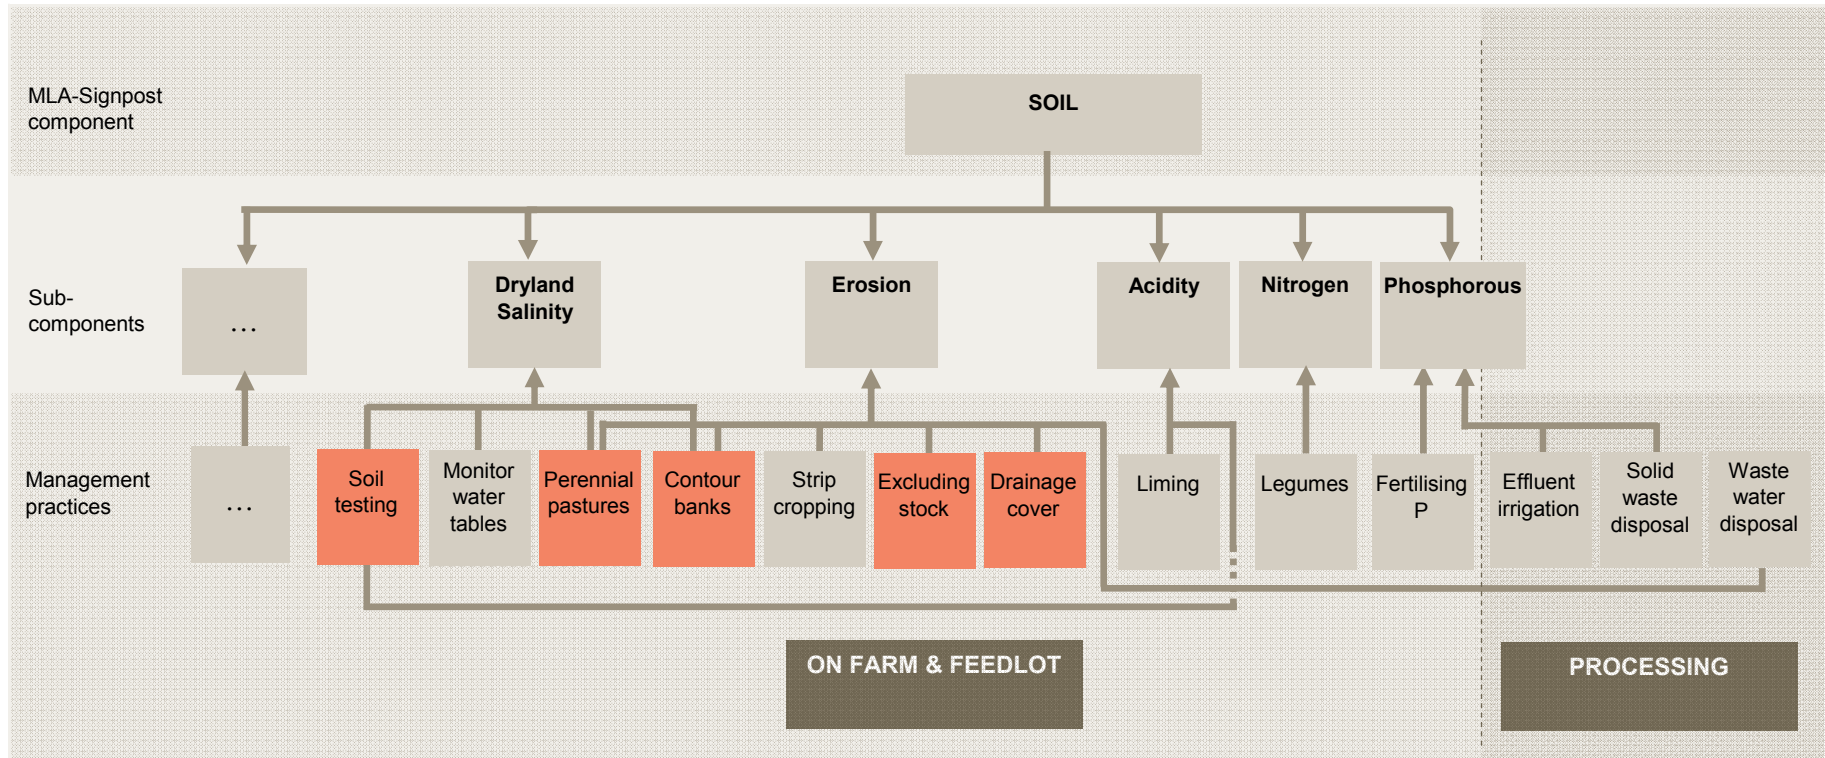 MLA-Signpost
component
SOIL
Sub-
components
...
Dryland
Salinity
Erosion
Acidity
Nitrogen
Phosphorous
Management
practices
...
Soil
testing
Monitor
water
tables
Perennial
pastures
Contour
banks
Strip
cropping
Excluding
stock
Drainage
cover
Liming
Legumes
Fertilising
P
Effluent
irrigation
Solid
waste
disposal
Waste
water
disposal
ON FARM & FEEDLOT
PROCESSING